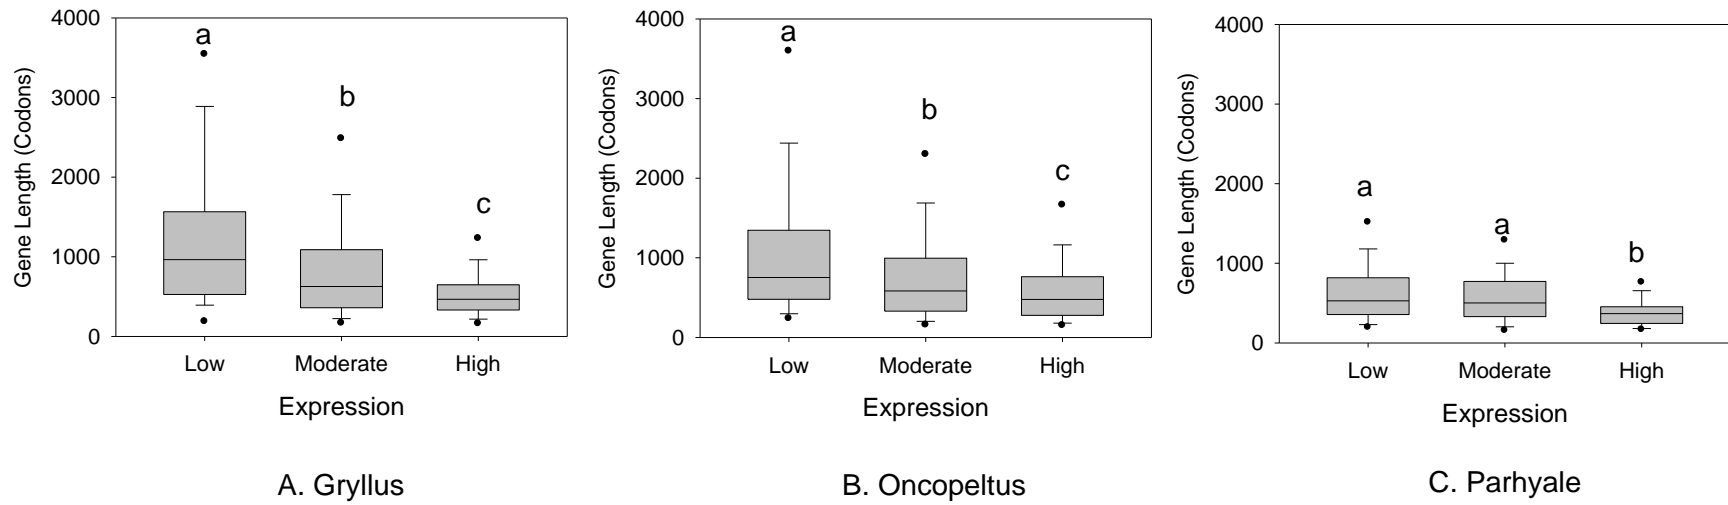 4000
3000
2000
1000
0
Gene Length (Codons)
a
b
c
Low Moderate High
Expression
A. Gryllus
4000
3000
2000
1000
0
Gene Length (Codons)
a
b
c
Low Moderate High
Expression
B. Oncopeltus
4000
3000
2000
1000
0
Gene Length (Codons)
a
a
b
Low Moderate High
Expression
C. Parhyale